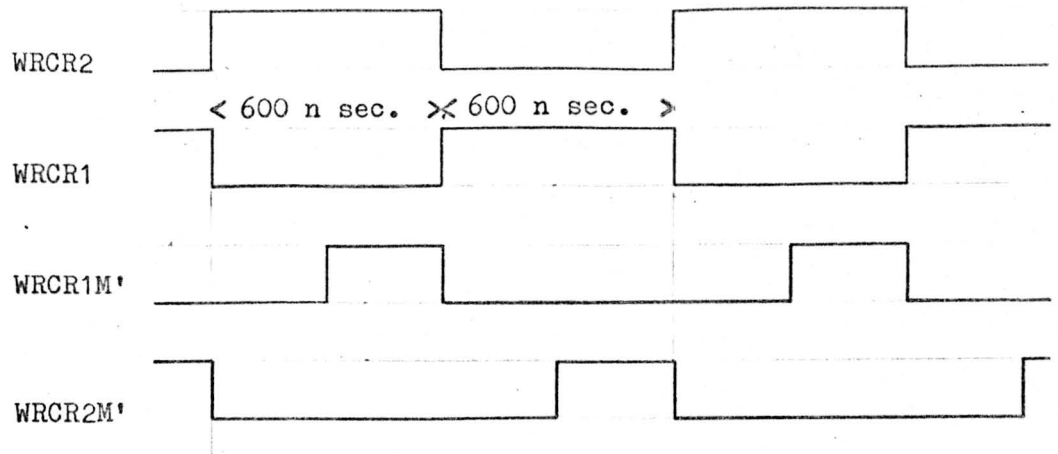 WRCR2
< 600 n sec. >< 600 n sec. >
WRCR1
WRCR1M'
WRCR2M'